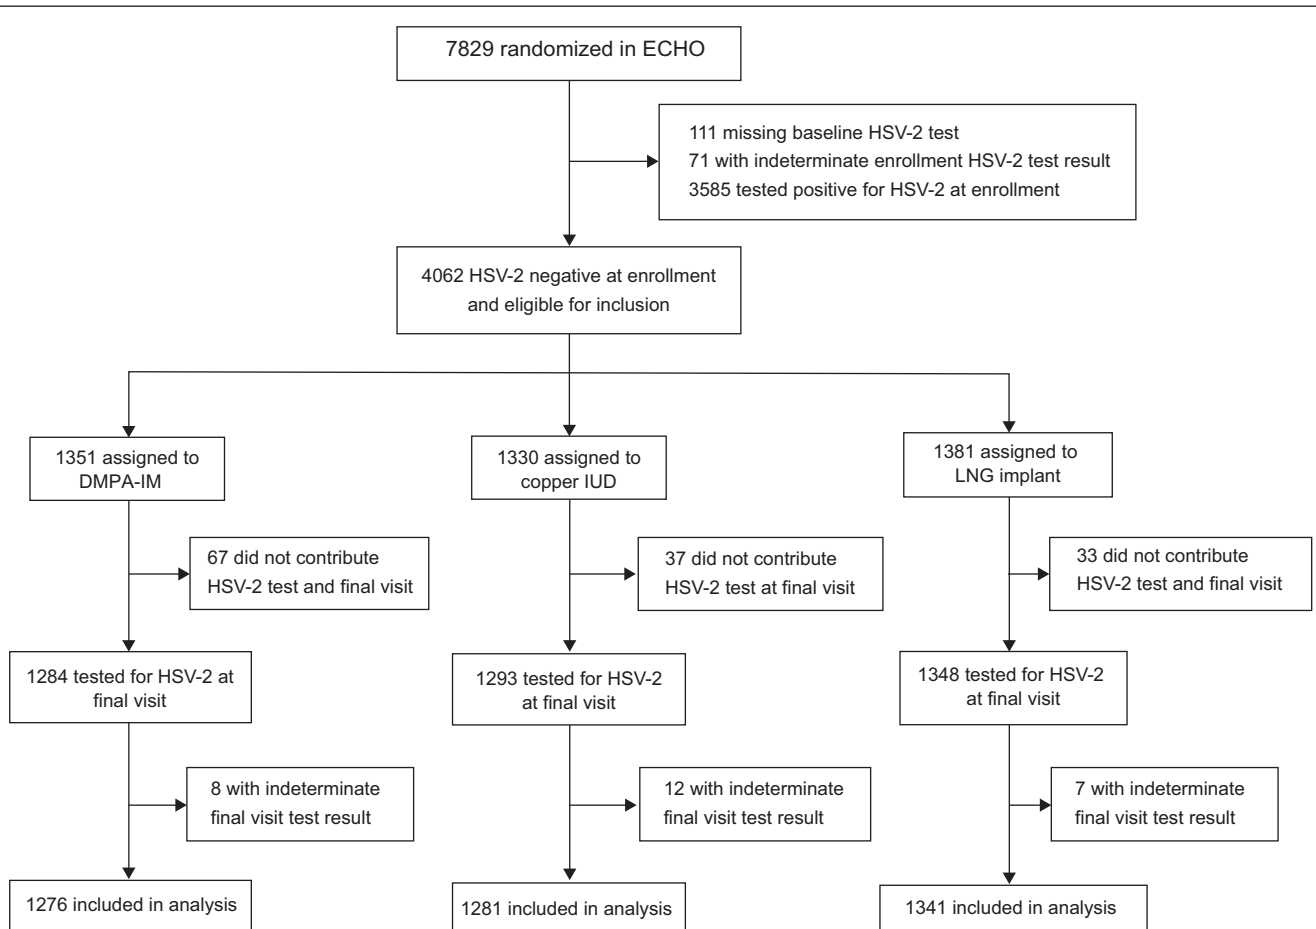 7829 randomized in ECHO
111 missing baseline HSV-2 test
71 with indeterminate enrollment HSV-2 test result
3585 tested positive for HSV-2 at enrollment
4062 HSV-2 negative at enrollment
and eligible for inclusion
1351 assigned to
DMPA-IM
1330 assigned to
copper IUD
1381 assigned to
LNG implant
67 did not contribute
HSV-2 test and final visit
37 did not contribute
HSV-2 test at final visit
33 did not contribute
HSV-2 test and final visit
1284 tested for HSV-2 at
final visit
1293 tested for HSV-2
at final visit
1348 tested for HSV-2
at final visit
8 with indeterminate
final visit test result
12 with indeterminate
final visit test result
7 with indeterminate
final visit test result
1276 included in analysis
1281 included in analysis
1341 included in analysis